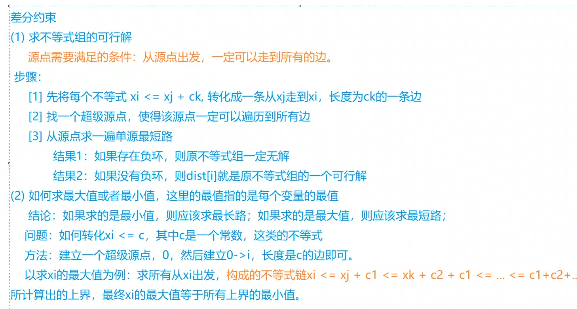 差分约束
(1) 求不等式组的可行解
源点需要满足的条件：从源点出发，一定可以走到所有的边。
步骤：
[1] 先将每个不等式 xi <= xj + ck, 转化成一条从xj走到xi，长度为ck的一条边
[2] 找一个超级源点，使得该源点一定可以遍历到所有边
[3] 从源点求一遍单源最短路
结果1：如果存在负环，则原不等式组一定无解
结果2：如果没有负环，则dist[i]就是原不等式组的一个可行解
(2) 如何求最大值或者最小值，这里的最值指的是每个变量的最值
结论：如果求的是最小值，则应该求最长路；如果求的是最大值，则应该求最短路；
问题：如何转化xi <= c，其中c是一个常数，这类的不等式
方法：建立一个超级源点，0，然后建立0->i，长度是c的边即可。
以求xi的最大值为例：求所有从xi出发，构成的不等式链xi <= xj + c1 <= xk + c2 + c1 <= ... <= c1+c2+..
所计算出的上界，最终xi的最大值等于所有上界的最小值。